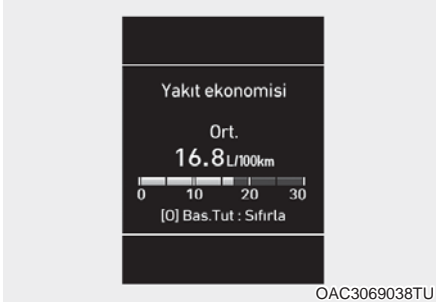 Yakıt ekonomisi
Ort.
16.8L/100km
0 10 20 30
[O] Bas.Tut : Sıfırla
OAC3069038TU